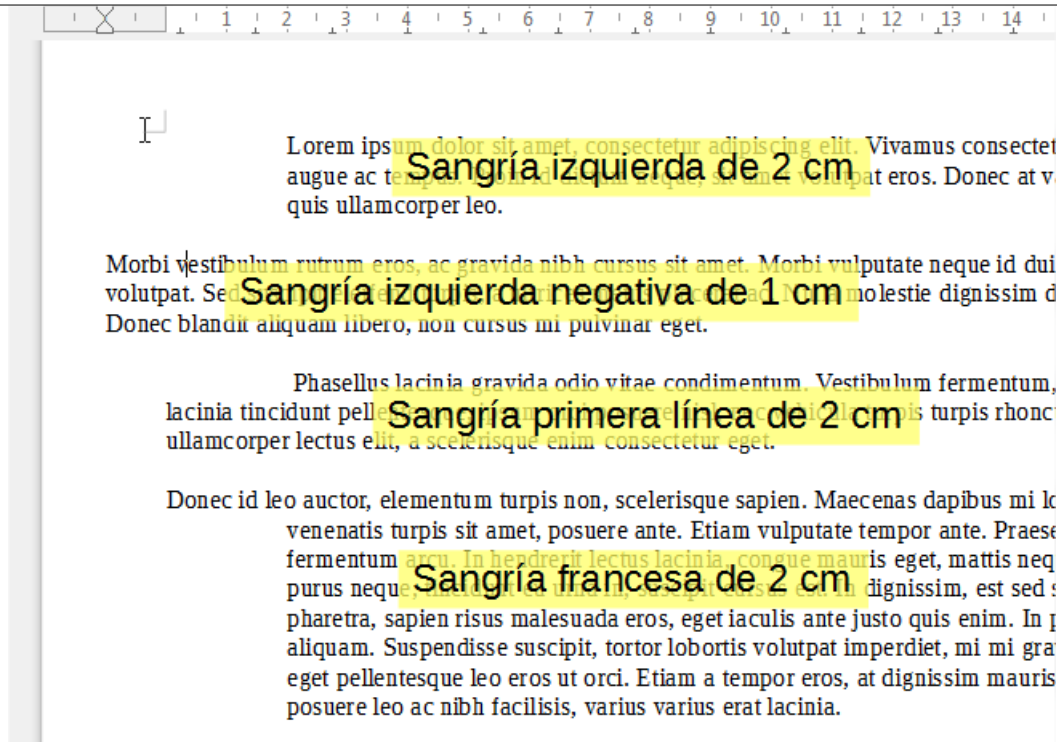 1 2 3 4 5 6 7 8 9 10 11 12 13 14
Lorem ipsum dolor sit amet, consectetur adipiscing elit. Vivamus consectet
Sangría izquierda de 2 cm
augue ac tempus. eros. Donec at v
quis ullamcorper leo.
Morbi vestibulum rutrum eros, ac gravida nibh cursus sit amet. Morbi vulputate neque id dui
Sangría izquierda negativa de 1 cm
volutpat. Sed molestie dignissim d
Donec blandit aliquam libero, non cursus mi pulvinar eget.
Phasellus lacinia gravida odio vitae condimentum. Vestibulum fermentum,
Sangría primera línea de 2 cm
lacinia tincidunt turpis rhonc
ullamcorper lectus elit, a scelerisque enim consectetur eget.
Donec id leo auctor, elementum turpis non, scelerisque sapien. Maecenas dapibus mi lo
venenatis turpis sit amet, posuere ante. Etiam vulputate tempor ante. Praese
fermentum arcu. In hendrerit lectus lacinia, congue mauris eget, mattis neq
Sangría francesa de 2 cm
purus neque, dignissim, est sed s
pharetra, sapien risus malesuada eros, eget iaculis ante justo quis enim. In p
aliquam. Suspendisse suscipit, tortor lobortis volutpat imperdiet, mi mi gra
eget pellentesque leo eros ut orci. Etiam a tempor eros, at dignissim mauris
posuere leo ac nibh facilisis, varius varius erat lacinia.